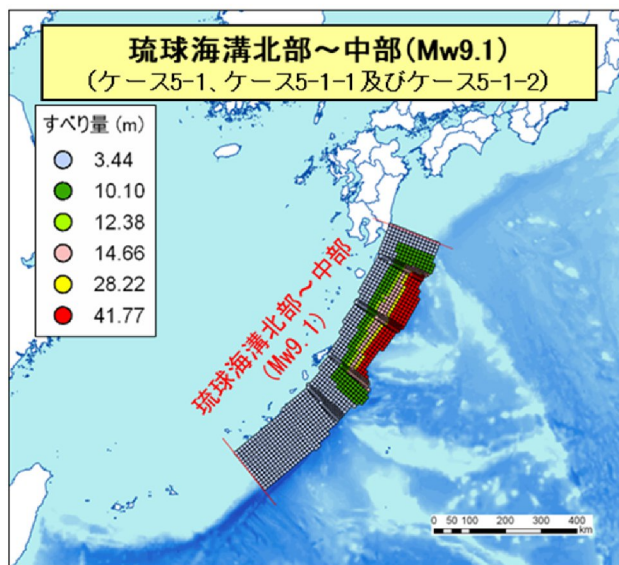 琉球海溝北部～中部(Mw9.1)
(ケース5-1、ケース5-1-1及びケース5-1-2)
すべり量 (m)
3.44
10.10
12.38
14.66
28.22
41.77
琉球海溝北部～中部
(Mw9.1)
0 50 100 200 300 400
km